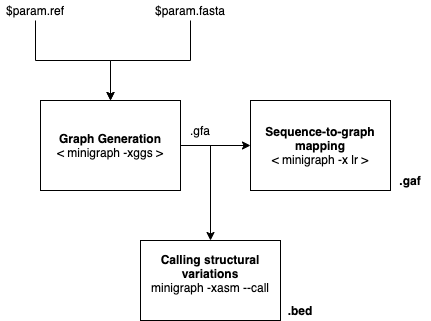 $param.ref
$param.fasta
Graph Generation
< minigraph -xggs >
.gfa
Sequence-to-graph
mapping
< minigraph -x lr >
.gaf
Calling structural
variations
minigraph -xasm --call
.bed